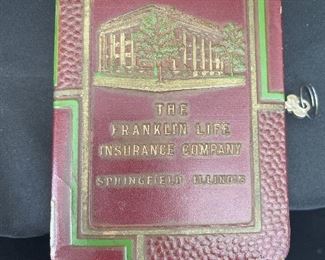 THE
FRANKLIN LIFE
INSURANCE COMPANY
SPRINGFIELD, ILLINOIS